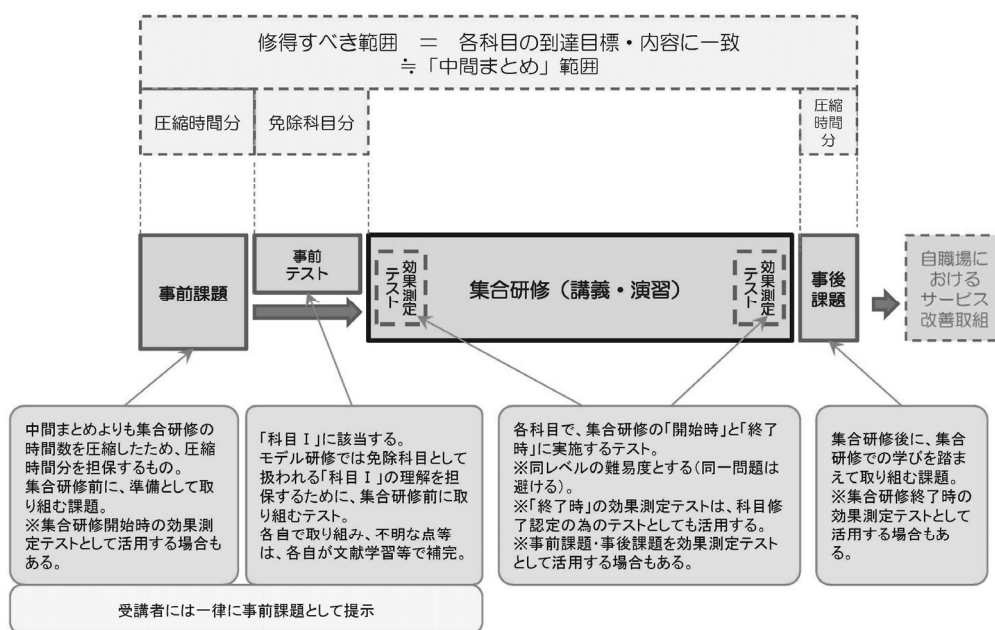 修得すべき範囲 ＝ 各科目の到達目標・内容に一致
≒「中間まとめ」範囲
圧縮時間分
免除科目分
圧縮
時間
分
事前課題
事前
テスト
効果測定
テスト
集合研修（講義・演習）
効果測定
テスト
事後
課題
自職場に
おける
サービス
改善取組
中間まとめよりも集合研修の
時間数を圧縮したため、圧縮
時間分を担保するもの。
集合研修前に、準備として取
り組む課題。
※集合研修開始時の効果測
定テストとして活用する場合も
ある。
「科目Ⅰ」に該当する。
モデル研修では免除科目として
扱われる「科目Ⅰ」の理解を担
保するために、集合研修前に取
り組むテスト。
各自で取り組み、不明な点等
は、各自が文献学習等で補完。
各科目で、集合研修の「開始時」と「終了
時」に実施するテスト。
※同レベルの難易度とする（同一問題は
避ける）。
※「終了時」の効果測定テストは、科目修
了認定の為のテストとしても活用する。
※事前課題・事後課題を効果測定テスト
として活用する場合もある。
集合研修後に、集合
研修での学びを踏ま
えて取り組む課題。
※集合研修終了時の
効果測定テストとして
活用する場合もあ
る。
受講者には一律に事前課題として提示